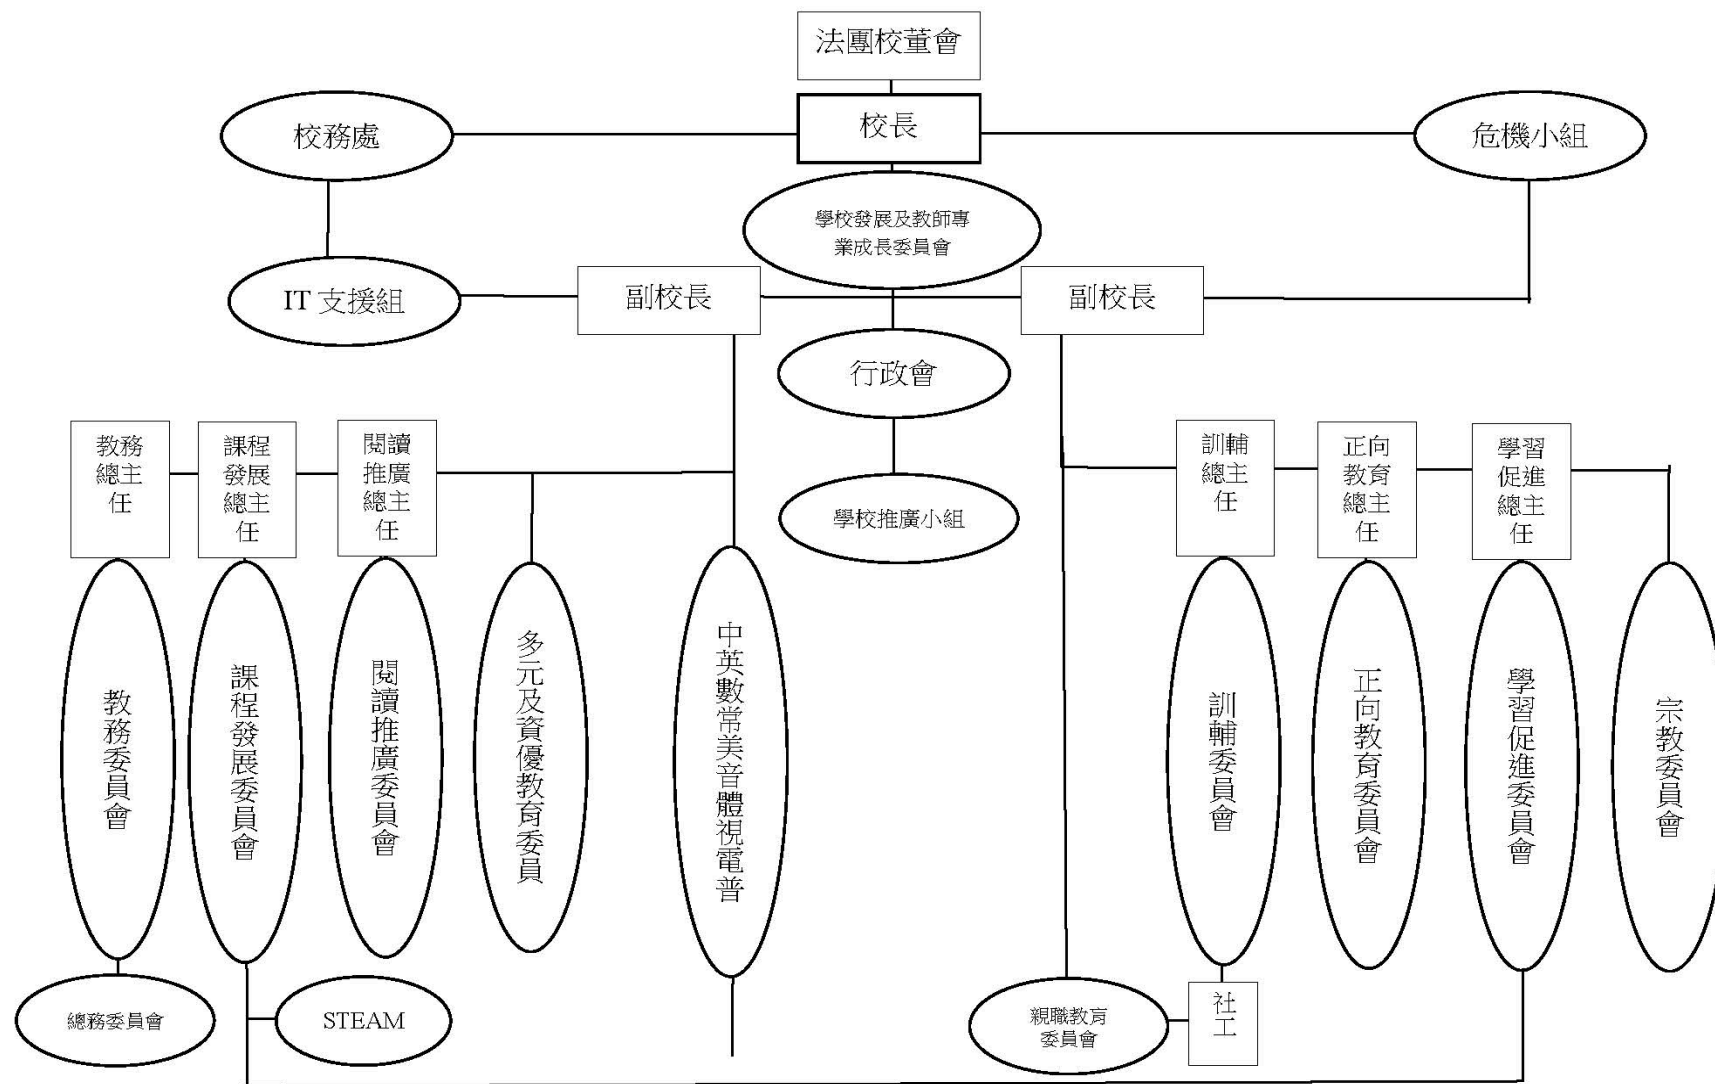 法團校董會
校務處
校長
危機小組
學校發展及教師專
業成長委員會
IT 支援組
副校長
副校長
行政會
教務
總主
任
課程
發展
總主
任
閱讀
推廣
總主
任
學校推廣小組
訓輔
總主
任
正向
教育
總主
任
學習
促進
總主
任
教務委員會
課程發展委員會
閱讀推廣委員會
多元及資優教育委員
中英數常美音體視電普
訓輔委員會
正向教育委員會
學習促進委員會
宗教委員會
總務委員會
STEAM
親職教育
委員會
社
工